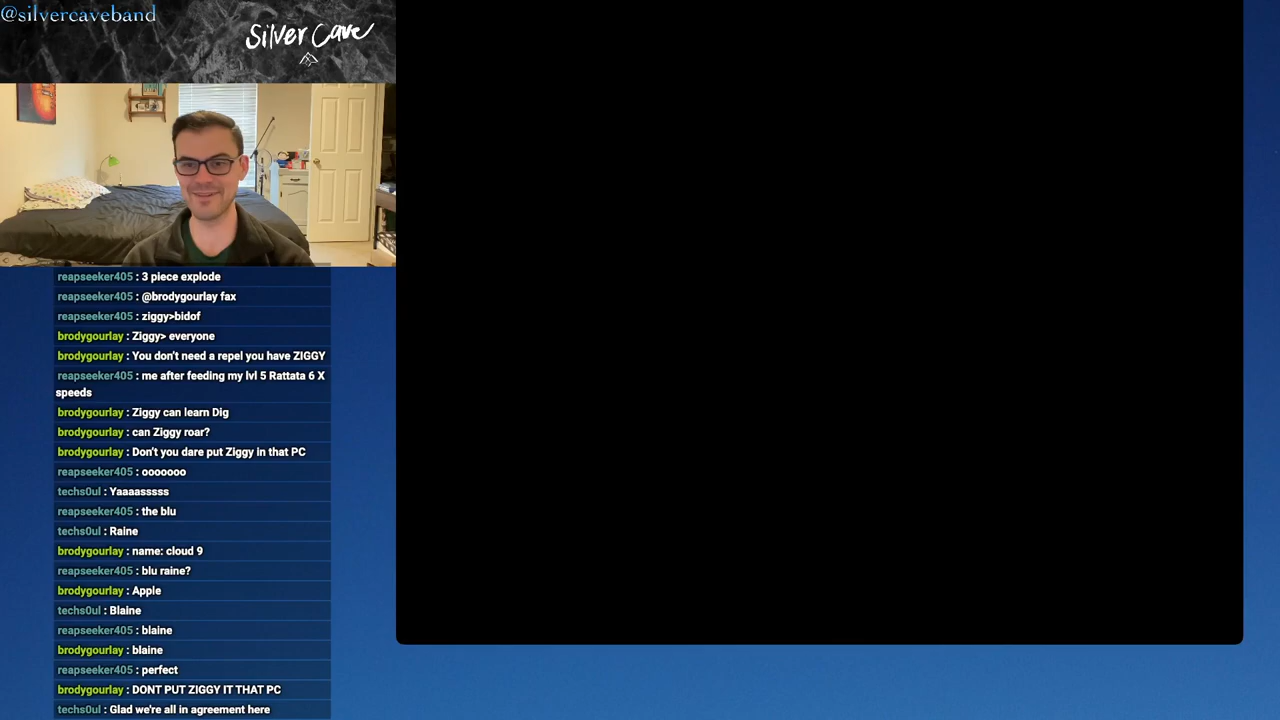 @silvercaveband
Silver Cave
reapseeker405 : 3 piece explode
reapseeker405 : @brodygourlay fax
reapseeker405 : ziggy>bidof
brodygourlay : Ziggy> everyone
brodygourlay : You don't need a repel you have ZIGGY
reapseeker405 : me after feeding my lvl 5 Rattata 6 X
speeds
brodygourlay : Ziggy can learn Dig
brodygourlay : can Ziggy roar?
brodygourlay : Don't you dare put Ziggy in that PC
reapseeker405 : ooooooo
techs0ul : Yaaaasssss
reapseeker405 : the blu
techs0ul : Raine
brodygourlay : name: cloud 9
reapseeker405 : blu raine?
brodygourlay : Apple
techs0ul : Blaine
reapseeker405 : blaine
brodygourlay : blaine
reapseeker405 : perfect
brodygourlay : DONT PUT ZIGGY IT THAT PC
techs0ul : Glad we're all in agreement here